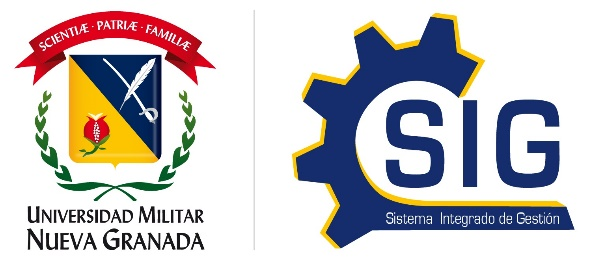 SCIENTIÆ · PATRIÆ · FAMILIÆ
UNIVERSIDAD MILITAR
NUEVA GRANADA
SIG
Sistema Integrado de Gestión